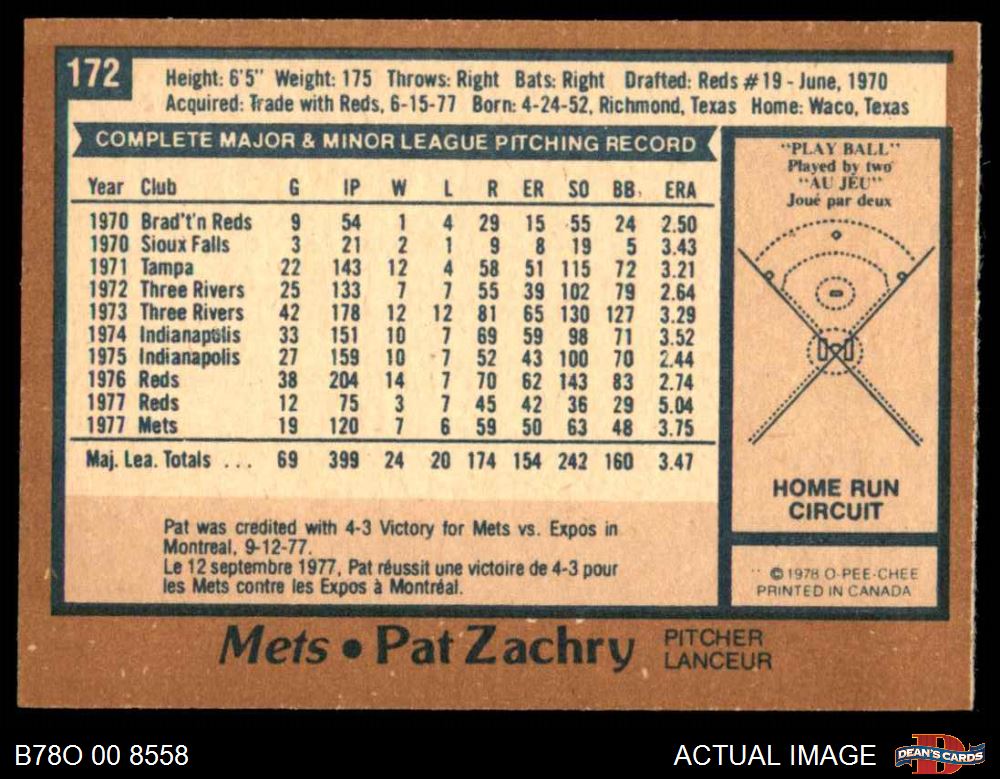 172
Height: 6'5" Weight: 175 Throws: Right Bats: Right Drafted: Reds #19 - June, 1970
Acquired: Trade with Reds, 6-15-77 Born: 4-24-52, Richmond, Texas Home: Waco, Texas
COMPLETE MAJOR & MINOR LEAGUE PITCHING RECORD
Year Club G IP W L R ER SO BB ERA
1970 Brad't'n Reds 9 54 1 4 29 15 55 24 2.50
1970 Sioux Falls 3 21 2 1 9 8 19 5 3.43
1971 Tampa 22 143 12 4 58 51 115 72 3.21
1972 Three Rivers 25 133 7 7 55 39 102 79 2.64
1973 Three Rivers 42 178 12 12 81 65 130 127 3.29
1974 Indianapolis 33 151 10 7 69 59 98 71 3.52
1975 Indianapolis 27 159 10 7 52 43 100 70 2.44
1976 Reds 38 204 14 7 70 62 143 83 2.74
1977 Reds 12 75 3 7 45 42 36 29 5.04
1977 Mets 19 120 7 6 59 50 63 48 3.75
Maj. Lea. Totals ... 69 399 24 20 174 154 242 160 3.47
Pat was credited with 4-3 Victory for Mets vs. Expos in
Montreal, 9-12-77.
Le 12 septembre 1977, Pat réussit une victoire de 4-3 pour
les Mets contre les Expos à Montréal.
"PLAY BALL"
Played by two
"AU JEU"
Joué par deux
HOME RUN
CIRCUIT
© 1978 O-PEE-CHEE
PRINTED IN CANADA
Mets • Pat Zachry PITCHER
LANCEUR
B78O 00 8558
ACTUAL IMAGE
DEAN'S CARDS